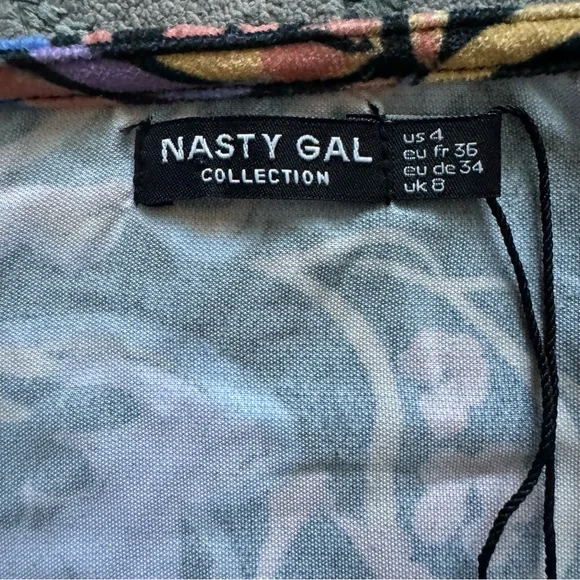 NASTY GAL
COLLECTION
us 4
eu fr 36
eu de 34
uk 8